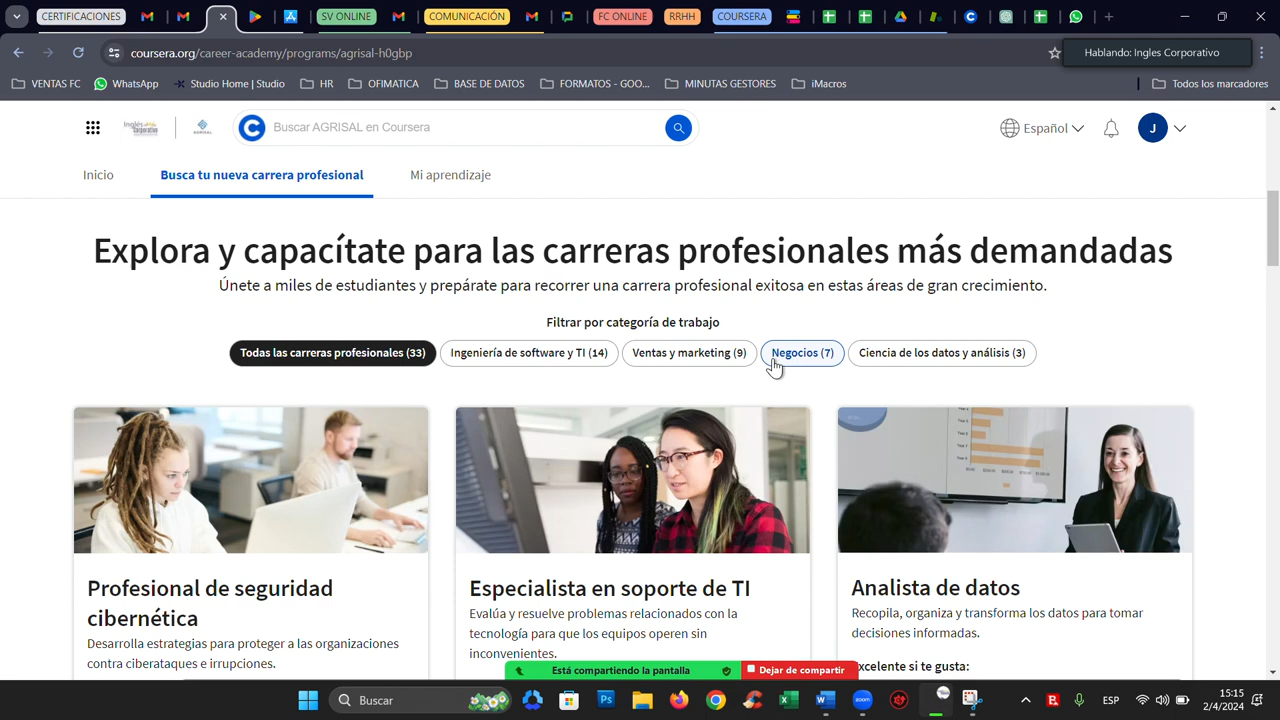 CERTIFICACIONES
SV ONLINE
COMUNICACIÓN
FC ONLINE
RRHH
COURSERA
coursera.org/career-academy/programs/agrisal-h0gbp
Hablando: Ingles Corporativo
VENTAS FC
WhatsApp
Studio Home | Studio
HR
OFIMATICA
BASE DE DATOS
FORMATOS - GOO...
MINUTAS GESTORES
iMacros
Todos los marcadores
Inglés
Corporativo
AGRISAL
Buscar AGRISAL en Coursera
Español
J
Inicio
Busca tu nueva carrera profesional
Mi aprendizaje
Explora y capacítate para las carreras profesionales más demandadas
Únete a miles de estudiantes y prepárate para recorrer una carrera profesional exitosa en estas áreas de gran crecimiento.
Filtrar por categoría de trabajo
Todas las carreras profesionales (33)
Ingeniería de software y TI (14)
Ventas y marketing (9)
Negocios (7)
Ciencia de los datos y análisis (3)
Profesional de seguridad
cibernética
Desarrolla estrategias para proteger a las organizaciones
contra ciberataques e irrupciones.
Especialista en soporte de TI
Evalúa y resuelve problemas relacionados con la
tecnología para que los equipos operen sin
inconvenientes.
Analista de datos
Recopila, organiza y transforma los datos para tomar
decisiones informadas.
xcelente si te gusta:
Está compartiendo la pantalla
Dejar de compartir
Buscar
ESP
15:15
2/4/2024